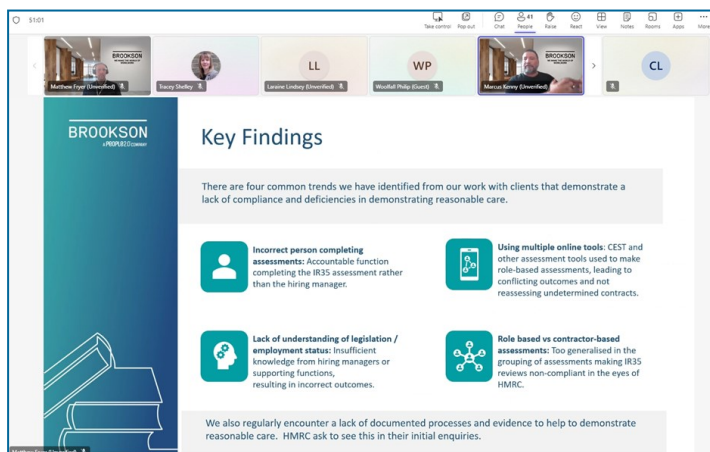 51:01
Take control
Pop out
Chat
41
People
Raise
React
View
Notes
Rooms
Apps
More
BROOKSON
Matthew Fryer (Unverified)
Tracey Shelley
LL
Laraine Lindsey (Unverified)
WP
Woolfall Philip (Guest)
BROOKSON
Marcus Kenny (Unverified)
CL
BROOKSON
A PEOPLE2.0 COMPANY
Key Findings
There are four common trends we have identified from our work with clients that demonstrate a
lack of compliance and deficiencies in demonstrating reasonable care.
Incorrect person completing
assessments: Accountable function
completing the IR35 assessment rather
than the hiring manager.
Using multiple online tools: CEST and
other assessment tools used to make
role-based assessments, leading to
conflicting outcomes and not
reassessing undetermined contracts.
Lack of understanding of legislation /
employment status: Insufficient
knowledge from hiring managers or
supporting functions,
resulting in incorrect outcomes.
Role based vs contractor-based
assessments: Too generalised in the
grouping of assessments making IR35
reviews non-compliant in the eyes of
HMRC.
We also regularly encounter a lack of documented processes and evidence to help to demonstrate
reasonable care. HMRC ask to see this in their initial enquiries.